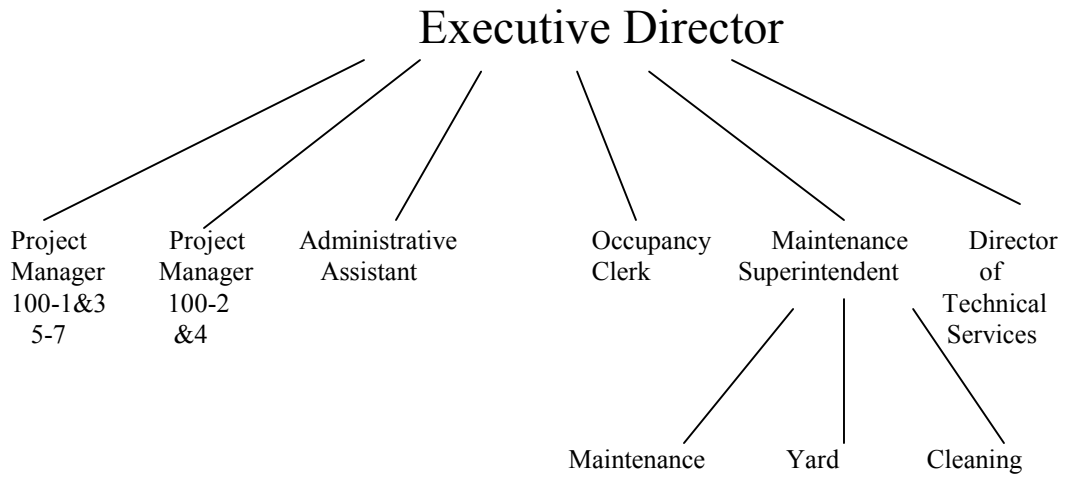 Executive Director
Project
Manager
100-1&3
5-7
Project
Manager
100-2
&4
Administrative
Assistant
Occupancy
Clerk
Maintenance
Superintendent
Director
of
Technical
Services
Maintenance
Yard
Cleaning